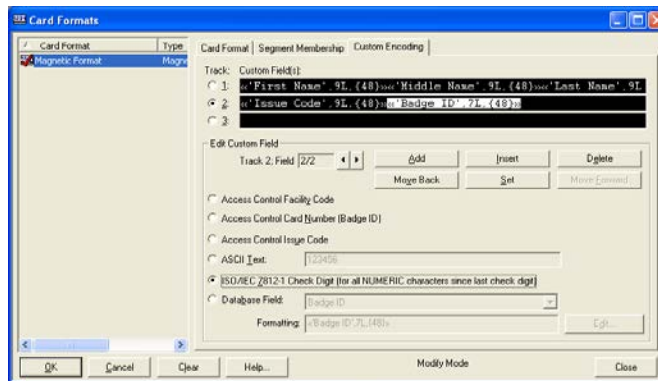 Card Formats
Card Format Type
Magnetic Format Magne
Card Format Segment Membership Custom Encoding
Track: Custom Field(s):
1: «'First Name',9L,{48}»«'Middle Name',9L,{48}»«'Last Name',9L
2: «'Issue Code',9L,{48}»«'Badge ID',7L,{48}»
3:
Edit Custom Field
Track 2, Field 2/2 Add Insert Delete
Move Back Set Move Forward
Access Control Facility Code
Access Control Card Number (Badge ID)
Access Control Issue Code
ASCII Text: 123456
ISO/IEC 7812-1 Check Digit (for all NUMERIC characters since last check digit)
Database Field: Badge ID
Formatting: «'Badge ID',7L,{48}» Edit...
OK Cancel Clear Help... Modify Mode Close